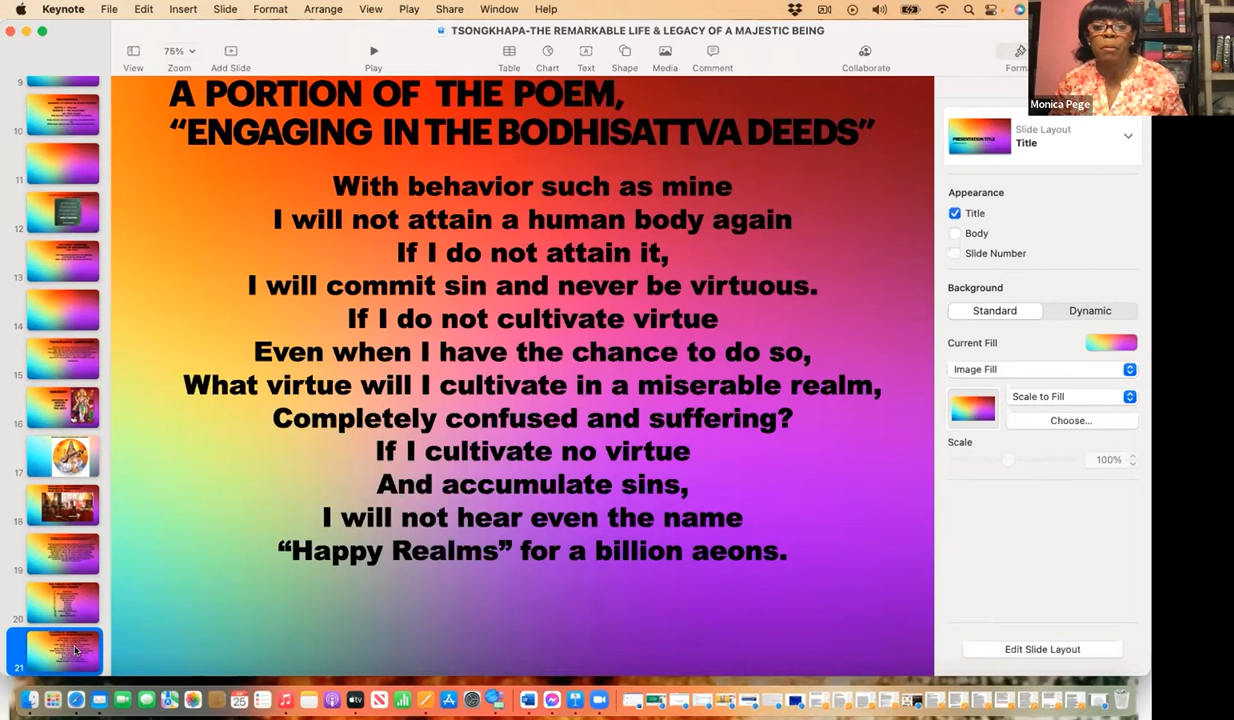 Keynote File Edit Insert Slide Format Arrange View Play Share Window Help
TSONGKHAPA-THE REMARKABLE LIFE & LEGACY OF A MAJESTIC BEING
75%
View Zoom Add Slide Play Table Chart Text Shape Media Comment Collaborate Form
Monica Pege
9
10
11
12
13
14
15
16
17
18
19
20
21
A PORTION OF THE POEM,
“ENGAGING IN THE BODHISATTVA DEEDS”
With behavior such as mine
I will not attain a human body again
If I do not attain it,
I will commit sin and never be virtuous.
If I do not cultivate virtue
Even when I have the chance to do so,
What virtue will I cultivate in a miserable realm,
Completely confused and suffering?
If I cultivate no virtue
And accumulate sins,
I will not hear even the name
“Happy Realms” for a billion aeons.
PRESENTATION TITLE
Slide Layout
Title
Appearance
Title
Body
Slide Number
Background
Standard Dynamic
Current Fill
Image Fill
Scale to Fill
Choose...
Scale
100%
Edit Slide Layout
25